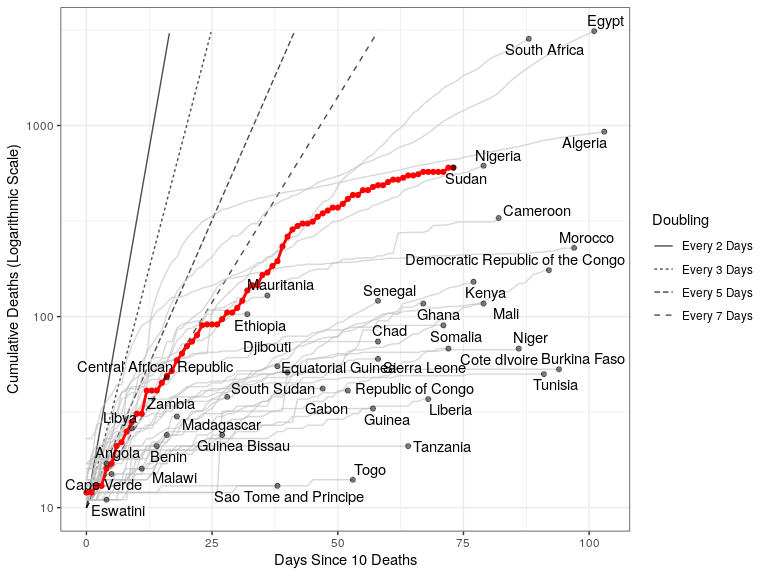 Egypt
South Africa
1000
Algeria
Nigeria
Sudan
Cameroon
Morocco
Democratic Republic of the Congo
Mauritania
Senegal
Kenya
Ghana
Mali
100
Ethiopia
Chad
Somalia
Niger
Djibouti
Central African Republic
Equatorial Guinea
Sierra Leone
Cote dIvoire
Burkina Faso
Tunisia
South Sudan
Republic of Congo
Zambia
Gabon
Liberia
Libya
Guinea
Madagascar
Guinea Bissau
Tanzania
Angola
Benin
Malawi
Togo
Cape Verde
Sao Tome and Principe
Eswatini
10
0
25
50
75
100
Days Since 10 Deaths
Cumulative Deaths (Logarithmic Scale)
Doubling
Every 2 Days
Every 3 Days
Every 5 Days
Every 7 Days